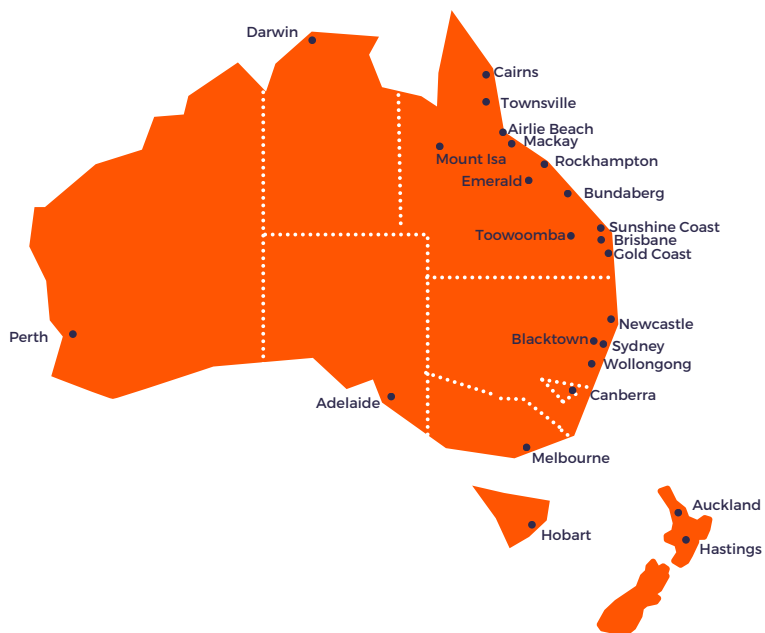 Darwin
Cairns
Townsville
Airlie Beach
Mackay
Mount Isa
Rockhampton
Emerald
Bundaberg
Sunshine Coast
Toowoomba
Brisbane
Gold Coast
Newcastle
Perth
Blacktown
Sydney
Wollongong
Canberra
Adelaide
Melbourne
Auckland
Hobart
Hastings